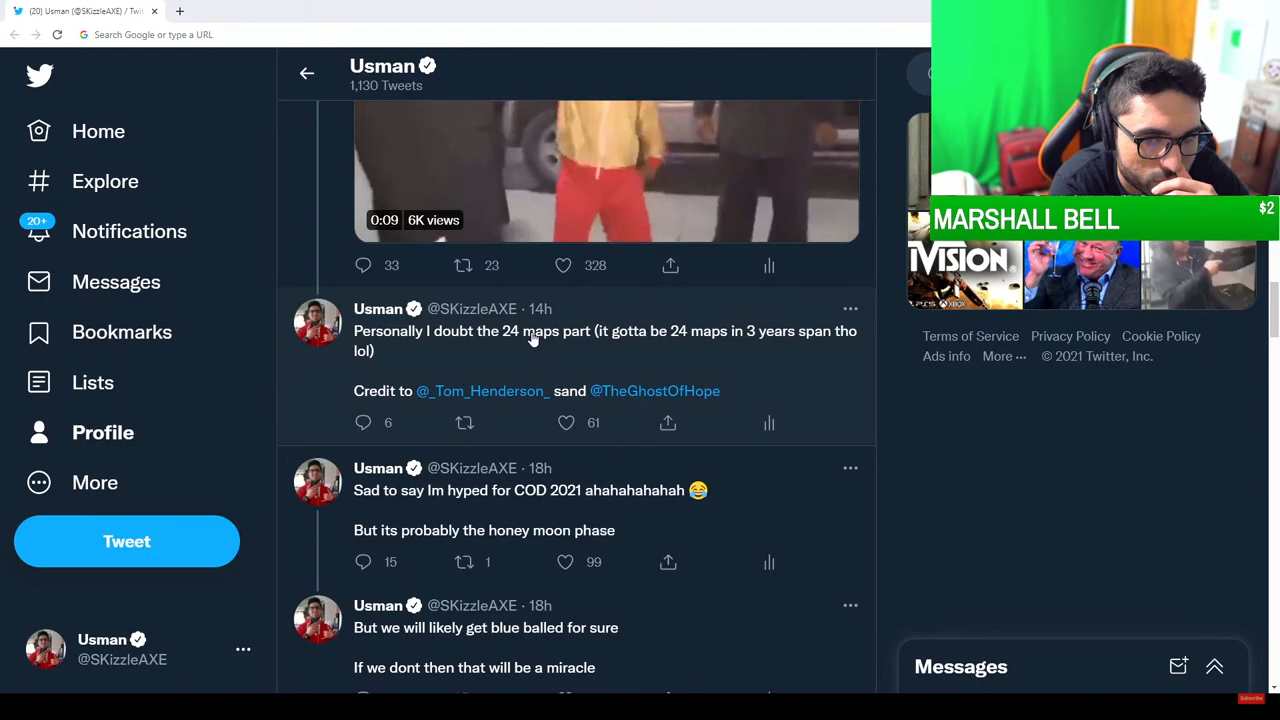 (20) Usman (@SKizzleAXE) / Twit
Search Google or type a URL
Home
Explore
20+
Notifications
Messages
Bookmarks
Lists
Profile
More
Tweet
Usman
@SKizzleAXE
Usman
1,130 Tweets
0:09 6K views
33 23 328
Usman @SKizzleAXE · 14h
Personally I doubt the 24 maps part (it gotta be 24 maps in 3 years span tho
lol)
Credit to @_Tom_Henderson_ sand @TheGhostOfHope
6 61
Usman @SKizzleAXE · 18h
Sad to say Im hyped for COD 2021 ahahahahahah
But its probably the honey moon phase
15 1 99
Usman @SKizzleAXE · 18h
But we will likely get blue balled for sure
If we dont then that will be a miracle
MARSHALL BELL $2
VISION
PS5 XBOX
Terms of Service Privacy Policy Cookie Policy
Ads info More ··· © 2021 Twitter, Inc.
Messages
Subscribe